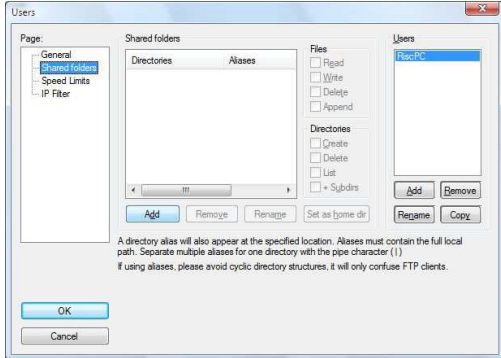 Users
Page:
General
Shared folders
Speed Limits
IP Filter
OK
Cancel
Shared folders
Directories Aliases
Add Remove Rename Set as home dir
Files
Read
Write
Delete
Append
Directories
Create
Delete
List
+ Subdirs
Users
RiscPC
Add Remove
Rename Copy
A directory alias will also appear at the specified location. Aliases must contain the full local
path. Separate multiple aliases for one directory with the pipe character ( | )
If using aliases, please avoid cyclic directory structures, it will only confuse FTP clients.